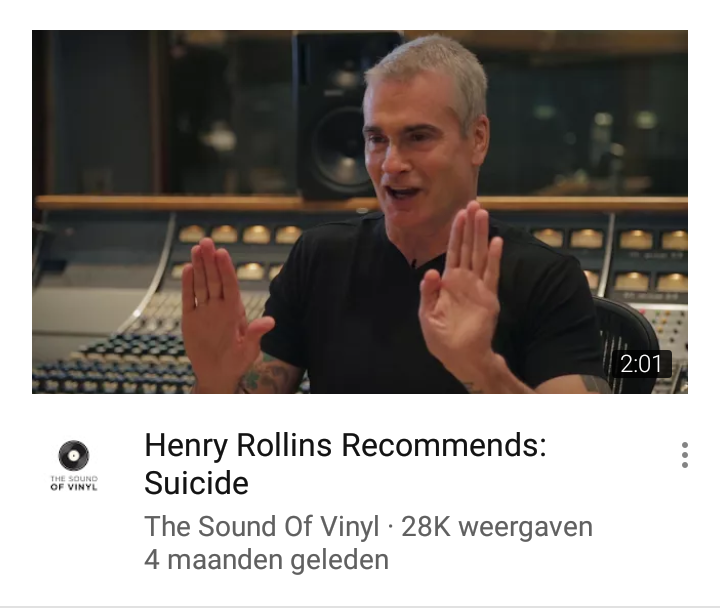 2:01
Henry Rollins Recommends:
Suicide
THE SOUND
OF VINYL
The Sound Of Vinyl · 28K weergaven
4 maanden geleden